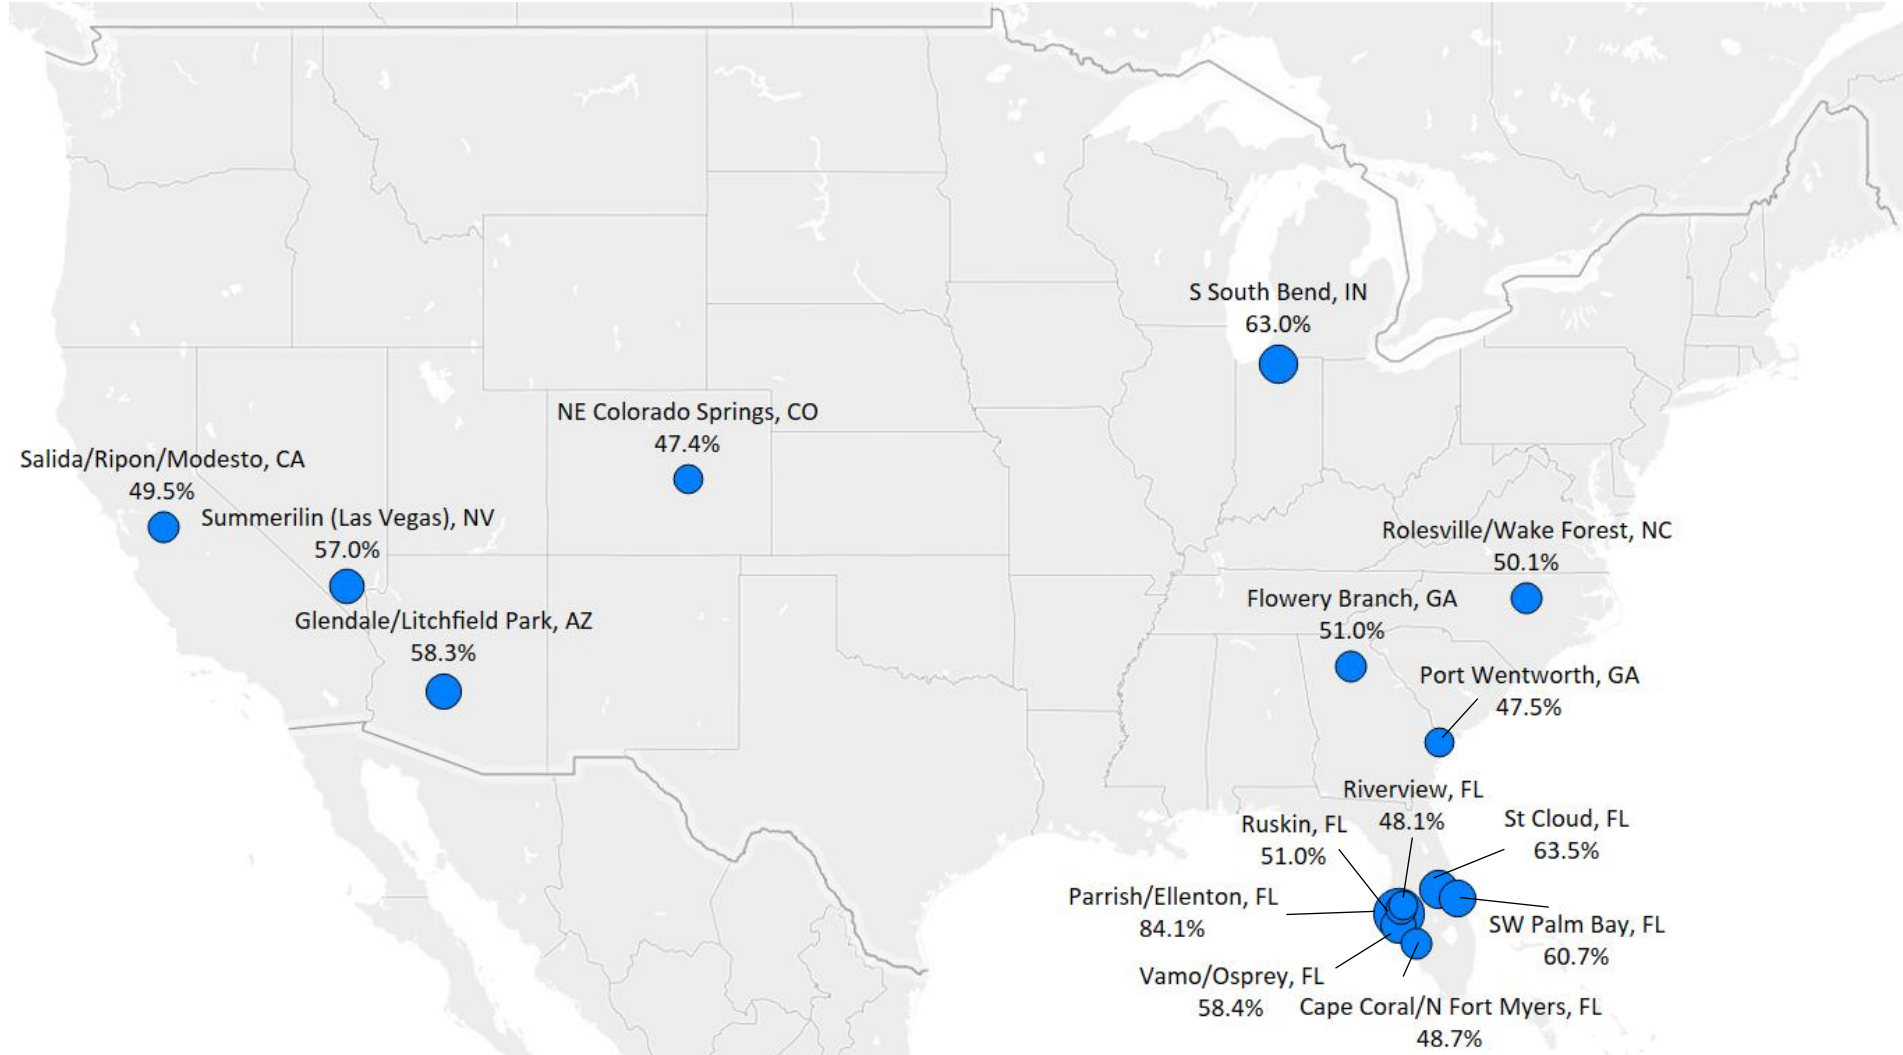 S South Bend, IN
63.0%
NE Colorado Springs, CO
47.4%
Salida/Ripon/Modesto, CA
49.5%
Summerilin (Las Vegas), NV
57.0%
Glendale/Litchfield Park, AZ
58.3%
Rolesville/Wake Forest, NC
50.1%
Flowery Branch, GA
51.0%
Port Wentworth, GA
47.5%
Riverview, FL
48.1%
Ruskin, FL
51.0%
St Cloud, FL
63.5%
Parrish/Ellenton, FL
84.1%
SW Palm Bay, FL
60.7%
Vamo/Osprey, FL
58.4%
Cape Coral/N Fort Myers, FL
48.7%